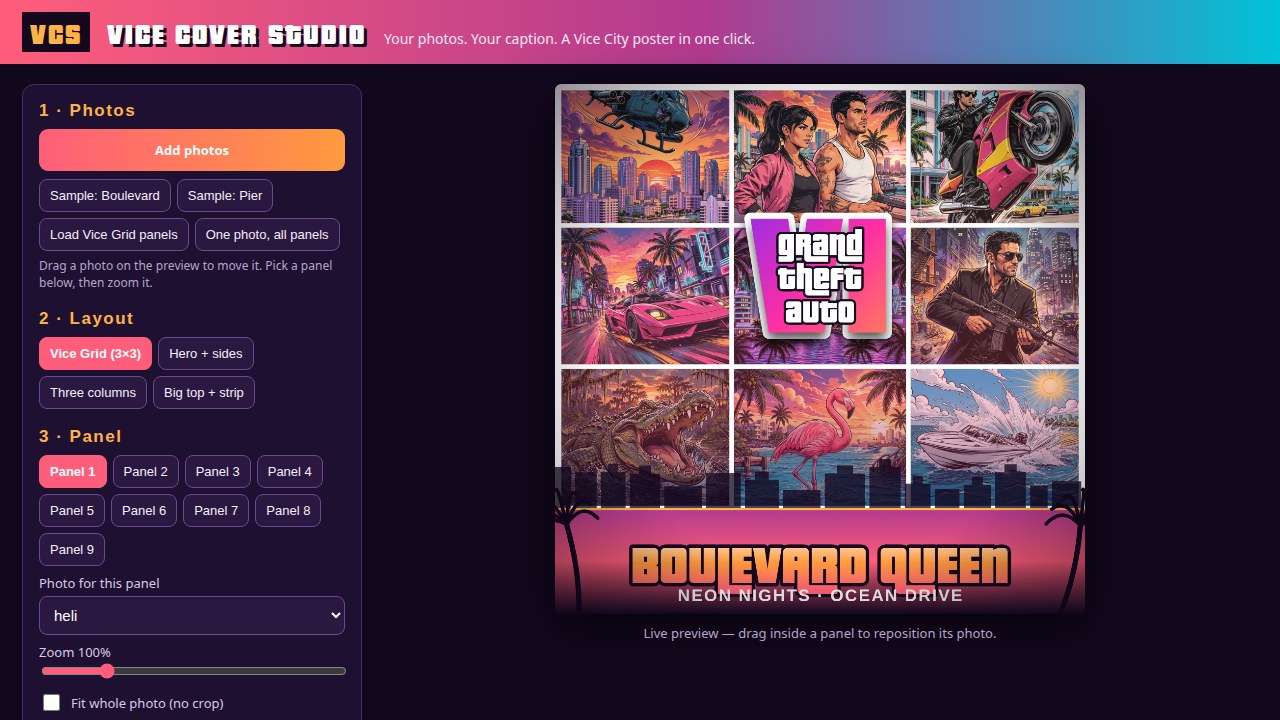 VCS VICE COVER STUDIO Your photos. Your caption. A Vice City poster in one click.
1 · Photos
Add photos
Sample: Boulevard Sample: Pier
Load Vice Grid panels One photo, all panels
Drag a photo on the preview to move it. Pick a panel
below, then zoom it.
2 · Layout
Vice Grid (3×3) Hero + sides
Three columns Big top + strip
3 · Panel
Panel 1 Panel 2 Panel 3 Panel 4
Panel 5 Panel 6 Panel 7 Panel 8
Panel 9
Photo for this panel
heli
Zoom 100%
Fit whole photo (no crop)
grand
theft
auto
BOULEVARD QUEEN
NEON NIGHTS · OCEAN DRIVE
Live preview — drag inside a panel to reposition its photo.